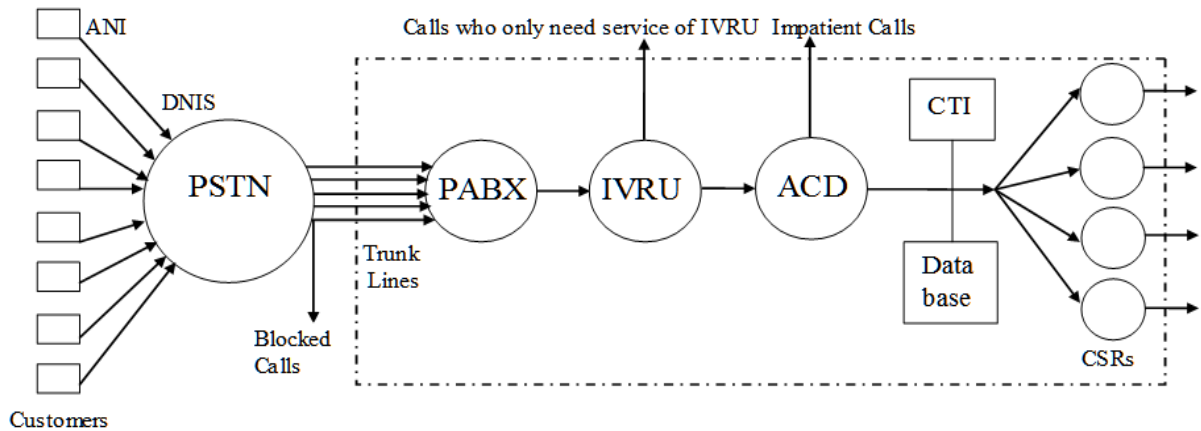 Calls who only need service of IVRU Impatient Calls
ANI
DNIS
PSTN
PABX
IVRU
ACD
CTI
Data
base
Trunk
Lines
Blocked
Calls
CSRs
Customers